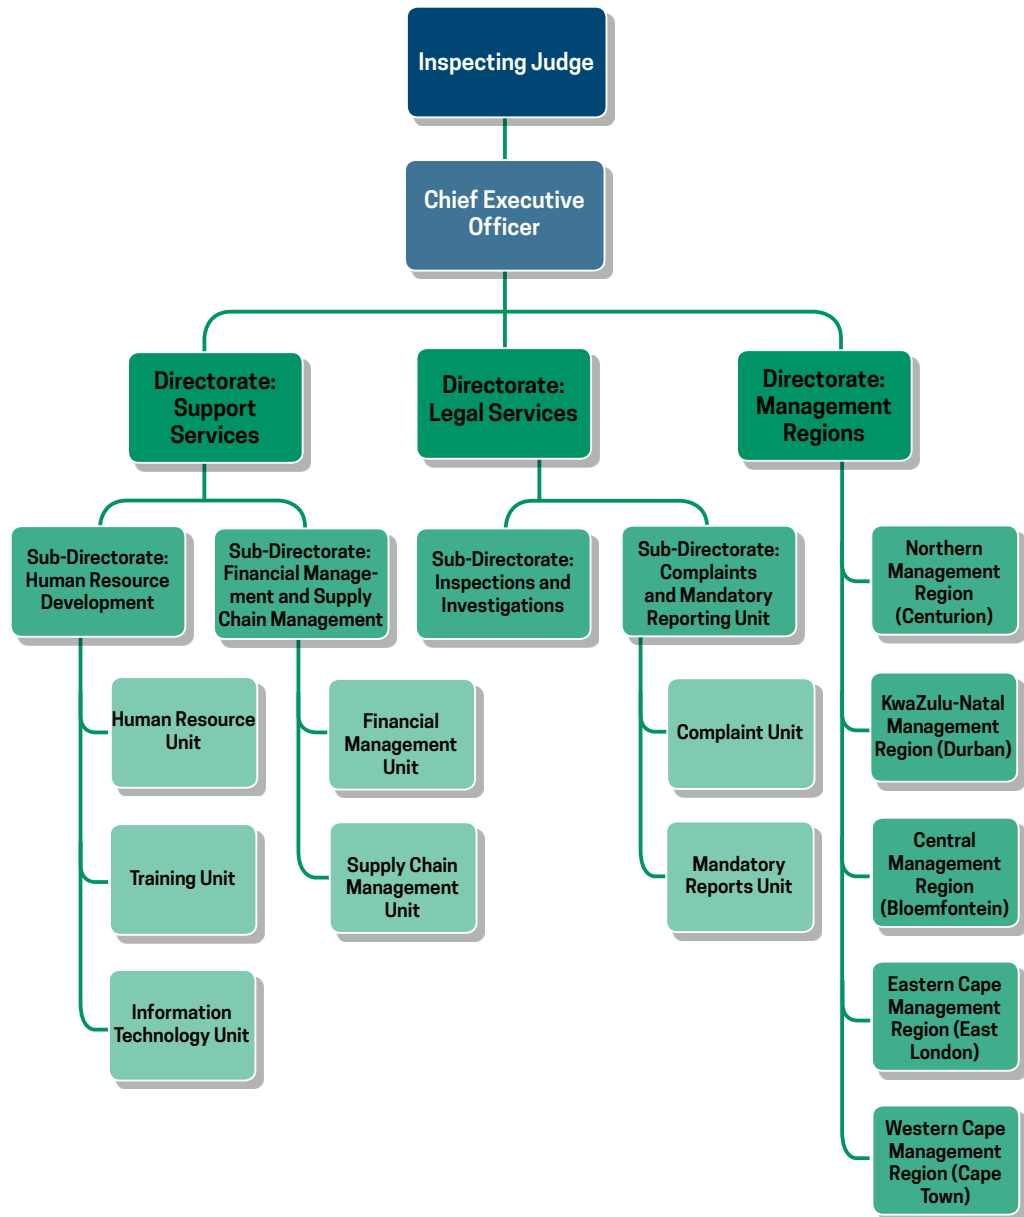 Inspecting Judge
Chief Executive
Officer
Directorate:
Support
Services
Directorate:
Legal Services
Directorate:
Management
Regions
Sub-Directorate:
Human Resource
Development
Sub-Directorate:
Financial Manage-
ment and Supply
Chain Management
Sub-Directorate:
Inspections and
Investigations
Sub-Directorate:
Complaints
and Mandatory
Reporting Unit
Northern
Management
Region
(Centurion)
Human Resource
Unit
Financial
Management
Unit
Complaint Unit
KwaZulu-Natal
Management
Region (Durban)
Training Unit
Supply Chain
Management
Unit
Mandatory
Reports Unit
Central
Management
Region
(Bloemfontein)
Information
Technology Unit
Eastern Cape
Management
Region (East
London)
Western Cape
Management
Region (Cape
Town)